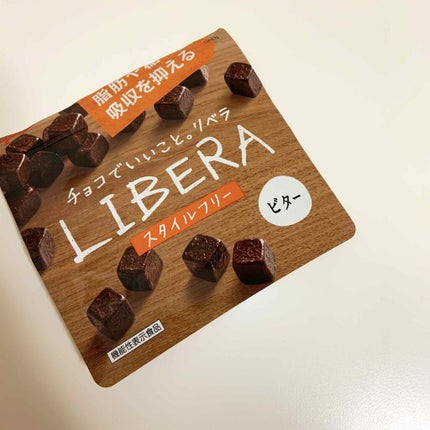 脂肪や糖
吸収を抑える
チョコでいいこと。リベラ
LIBERA
スタイルフリー
ビター
機能性表示食品